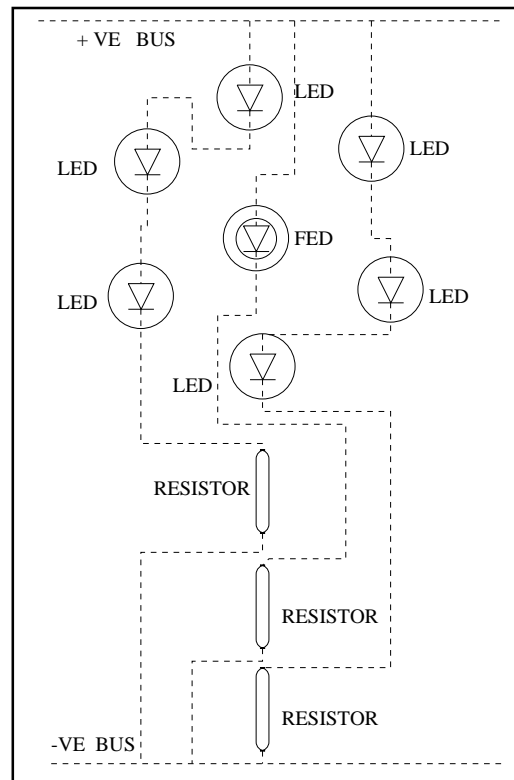 + VE BUS
LED
LED
LED
FED
LED
LED
LED
RESISTOR
RESISTOR
RESISTOR
-VE BUS